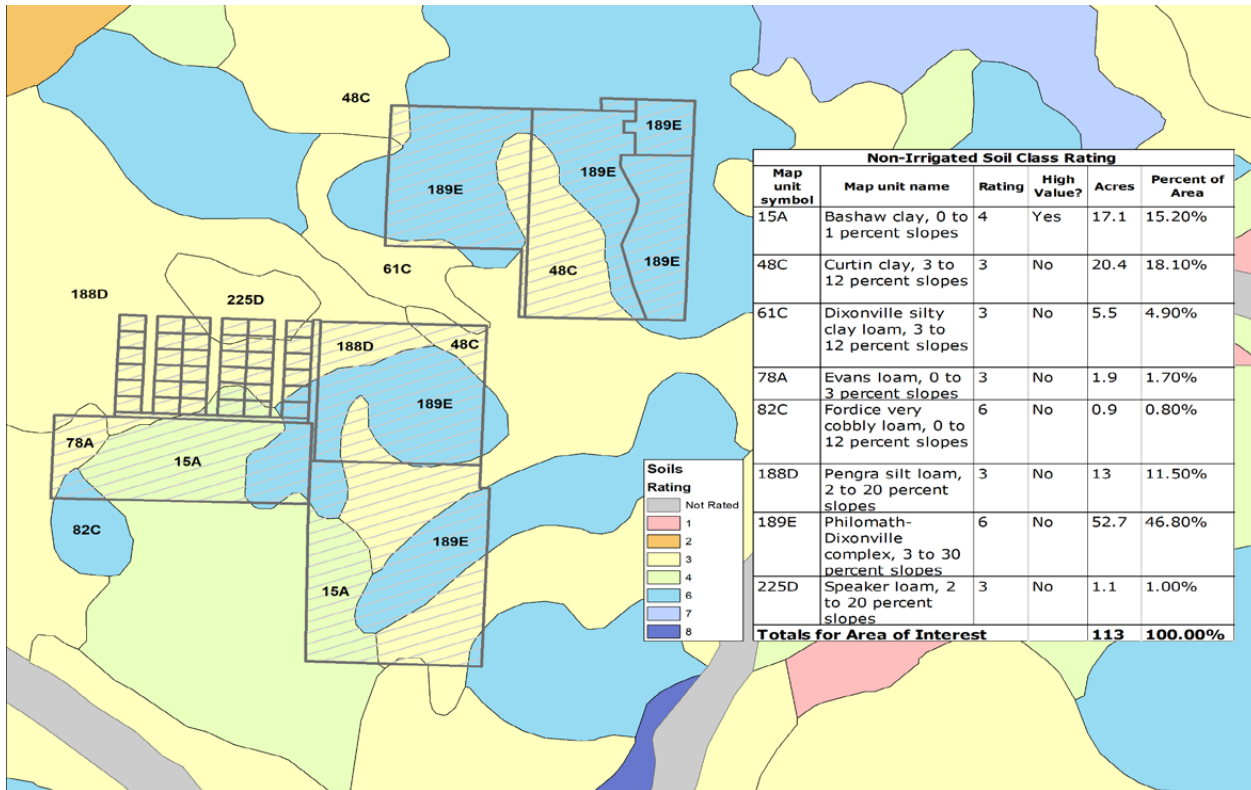 48C
189E
189E
189E
61C
48C
189E
188D
225D
188D
48C
189E
78A
15A
82C
189E
15A
Non-Irrigated Soil Class Rating
Map unit symbol Map unit name Rating High Value? Acres Percent of Area
15A Bashaw clay, 0 to 4 Yes 17.1 15.20%
1 percent slopes
48C Curtin clay, 3 to 3 No 20.4 18.10%
12 percent slopes
61C Dixonville silty 3 No 5.5 4.90%
clay loam, 3 to
12 percent slopes
78A Evans loam, 0 to 3 No 1.9 1.70%
3 percent slopes
82C Fordice very 6 No 0.9 0.80%
cobbly loam, 0 to
12 percent slopes
188D Pengra silt loam, 3 No 13 11.50%
2 to 20 percent
slopes
189E Philomath- 6 No 52.7 46.80%
Dixonville
complex, 3 to 30
percent slopes
225D Speaker loam, 2 3 No 1.1 1.00%
to 20 percent
slopes
Totals for Area of Interest 113 100.00%
Soils
Rating
Not Rated
1
2
3
4
6
7
8